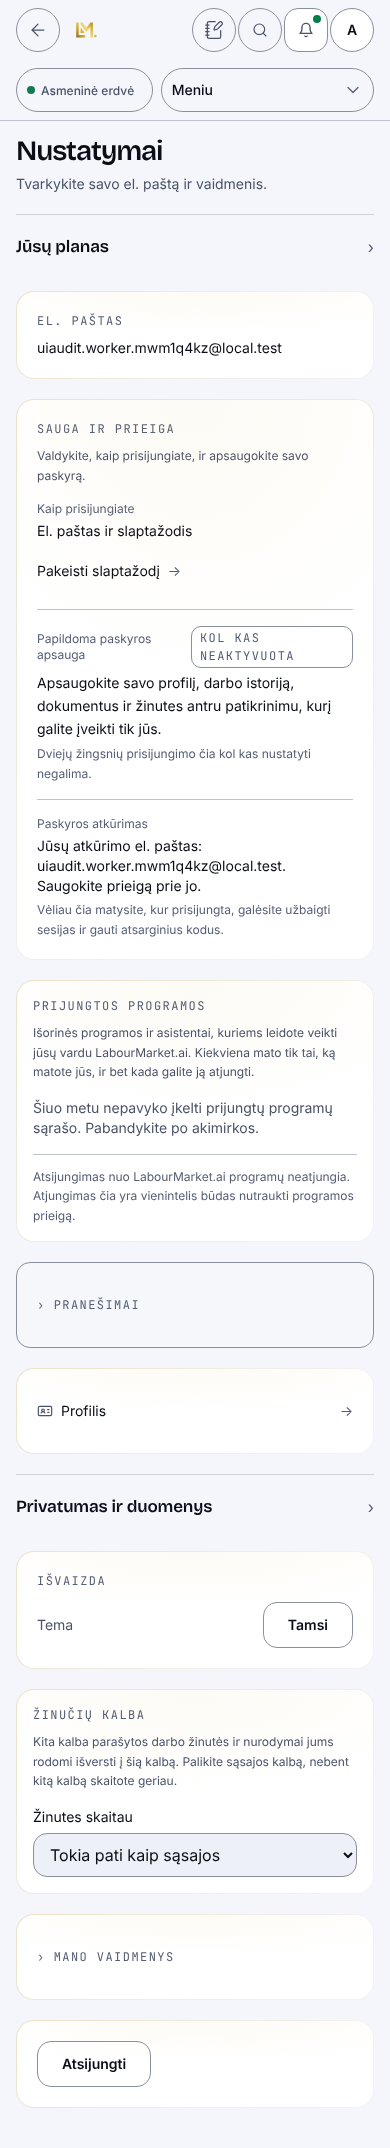 LM.
A
Asmeninė erdvė
Meniu
Nustatymai
Tvarkykite savo el. paštą ir vaidmenis.
Jūsų planas
›
EL. PAŠTAS
uiaudit.worker.mwm1q4kz@local.test
SAUGA IR PRIEIGA
Valdykite, kaip prisijungiate, ir apsaugokite savo
paskyrą.
Kaip prisijungiate
El. paštas ir slaptažodis
Pakeisti slaptažodį →
Papildoma paskyros
apsauga
KOL KAS
NEAKTYVUOTA
Apsaugokite savo profilį, darbo istoriją,
dokumentus ir žinutes antru patikrinimu, kurį
galite įveikti tik jūs.
Dviejų žingsnių prisijungimo čia kol kas nustatyti
negalima.
Paskyros atkūrimas
Jūsų atkūrimo el. paštas:
uiaudit.worker.mwm1q4kz@local.test.
Saugokite prieigą prie jo.
Vėliau čia matysite, kur prisijungta, galėsite užbaigti
sesijas ir gauti atsarginius kodus.
PRIJUNGTOS PROGRAMOS
Išorinės programos ir asistentai, kuriems leidote veikti
jūsų vardu LabourMarket.ai. Kiekviena mato tik tai, ką
matote jūs, ir bet kada galite ją atjungti.
Šiuo metu nepavyko įkelti prijungtų programų
sąrašo. Pabandykite po akimirkos.
Atsijungimas nuo LabourMarket.ai programų neatjungia.
Atjungimas čia yra vienintelis būdas nutraukti programos
prieigą.
› PRANEŠIMAI
Profilis →
Privatumas ir duomenys
›
IŠVAIZDA
Tema
Tamsi
ŽINUČIŲ KALBA
Kita kalba parašytos darbo žinutės ir nurodymai jums
rodomi išversti į šią kalbą. Palikite sąsajos kalbą, nebent
kitą kalbą skaitote geriau.
Žinutes skaitau
Tokia pati kaip sąsajos
› MANO VAIDMENYS
Atsijungti